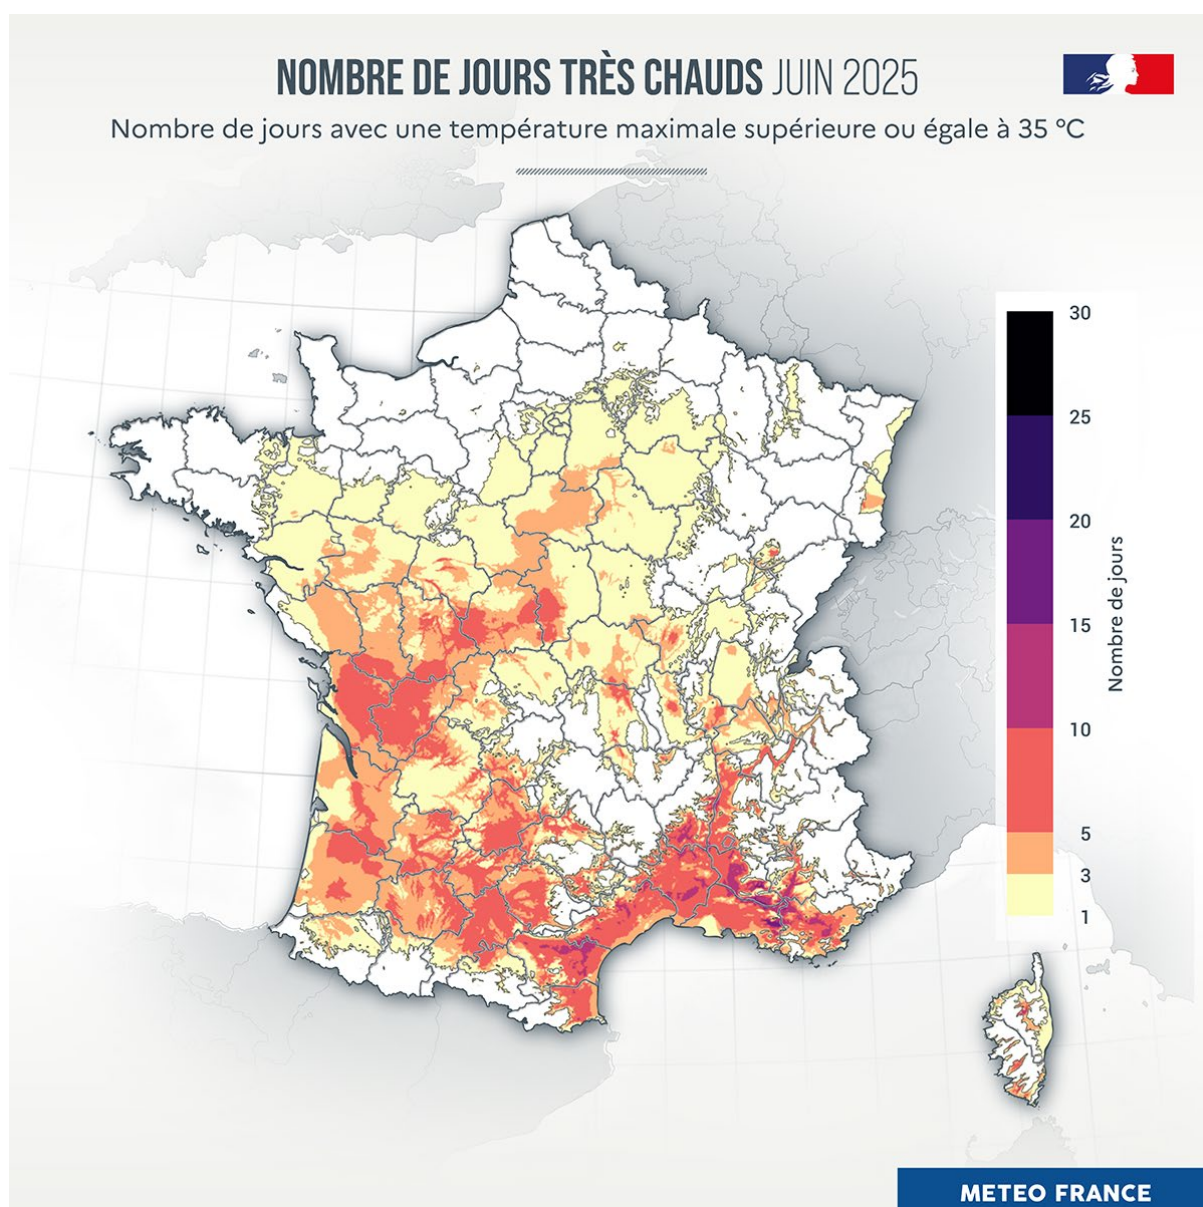 NOMBRE DE JOURS TRÈS CHAUDS JUIN 2025
Nombre de jours avec une température maximale supérieure ou égale à 35 °C
30
25
20
15
10
5
3
1
Nombre de jours
METEO FRANCE